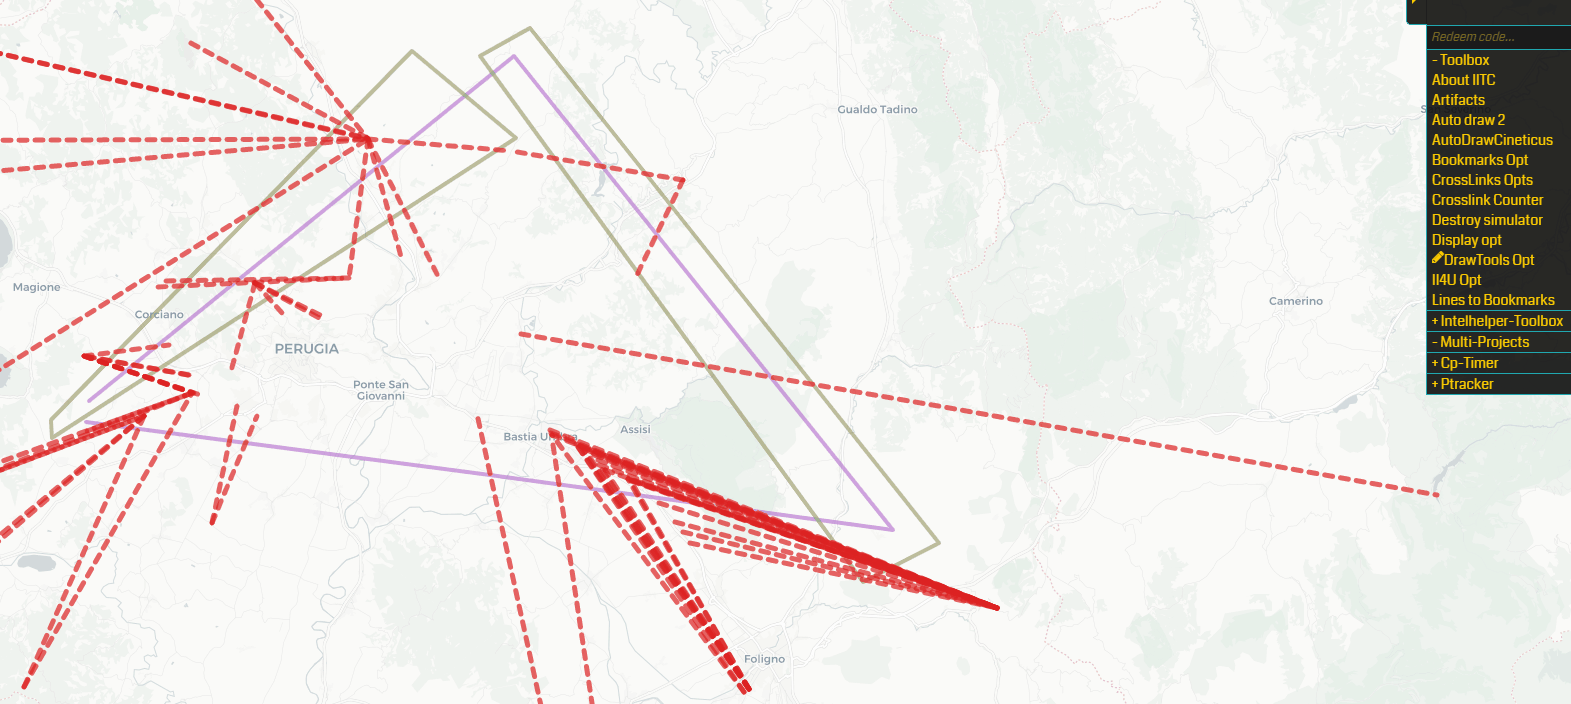 Redeem code...
- Toolbox
About IITC
Artifacts
Auto draw 2
AutoDrawCineticus
Bookmarks Opt
CrossLinks Opts
Crosslink Counter
Destroy simulator
Display opt
DrawTools Opt
II4U Opt
Lines to Bookmarks
+ Intelhelper-Toolbox
- Multi-Projects
+ Cp-Timer
+ Ptracker
Gualdo Tadino
Magione
Camerino
Corciano
PERUGIA
Ponte San
Giovanni
Assisi
Bastia
Foligno